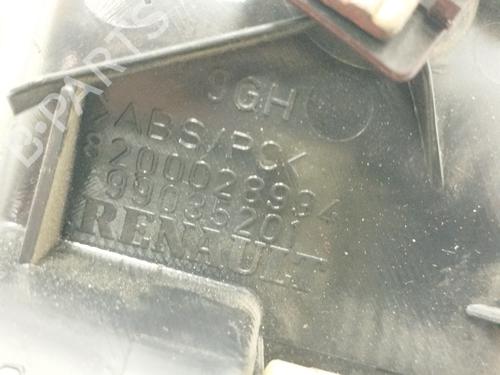 9GH
>ABS/PC<
8200028994
99035201
RENAULT
B-PARTS